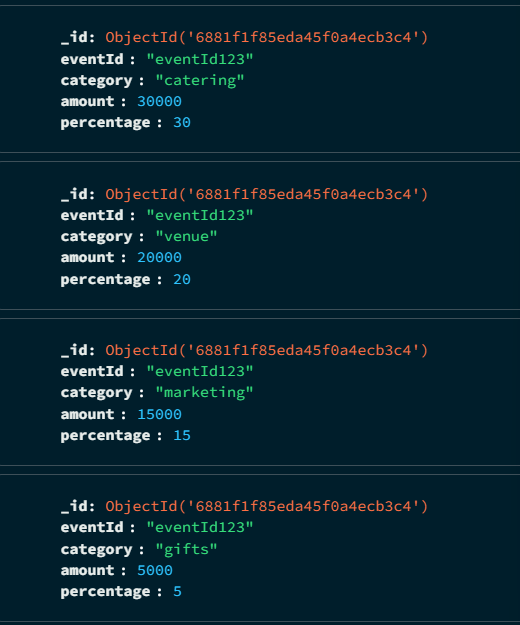 _id: ObjectId('6881f1f85eda45f0a4ecb3c4')
eventId : "eventId123"
category : "catering"
amount : 30000
percentage : 30
_id: ObjectId('6881f1f85eda45f0a4ecb3c4')
eventId : "eventId123"
category : "venue"
amount : 20000
percentage : 20
_id: ObjectId('6881f1f85eda45f0a4ecb3c4')
eventId : "eventId123"
category : "marketing"
amount : 15000
percentage : 15
_id: ObjectId('6881f1f85eda45f0a4ecb3c4')
eventId : "eventId123"
category : "gifts"
amount : 5000
percentage : 5